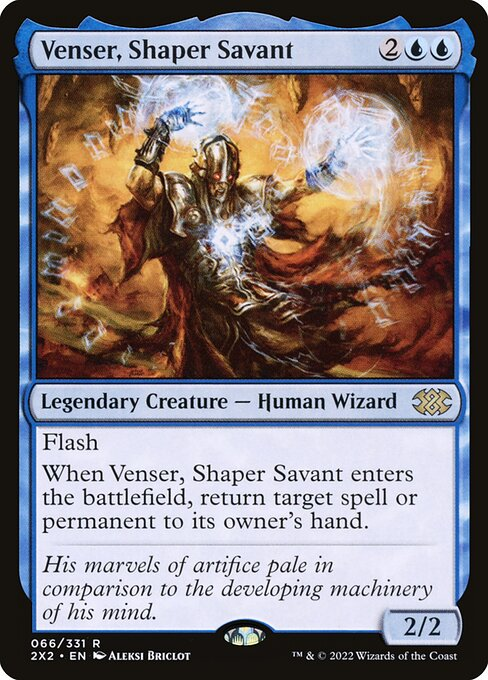 Venser, Shaper Savant 2
Legendary Creature — Human Wizard
Flash
When Venser, Shaper Savant enters
the battlefield, return target spell or
permanent to its owner's hand.
His marvels of artifice pale in
comparison to the developing machinery
of his mind.
2/2
066/331 R
2X2 • EN Aleksi Briclot
™ & © 2022 Wizards of the Coast